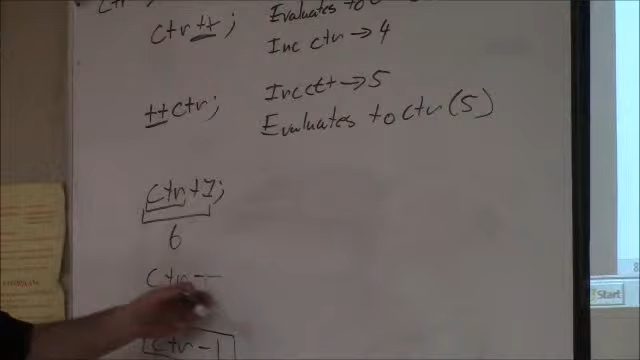 ctr++; Evaluates to
Inc ctr → 4
++ctr; Inc ctr → 5
Evaluates to ctr (5)
ctr+1;
6
ctr--
ctr-1
Start